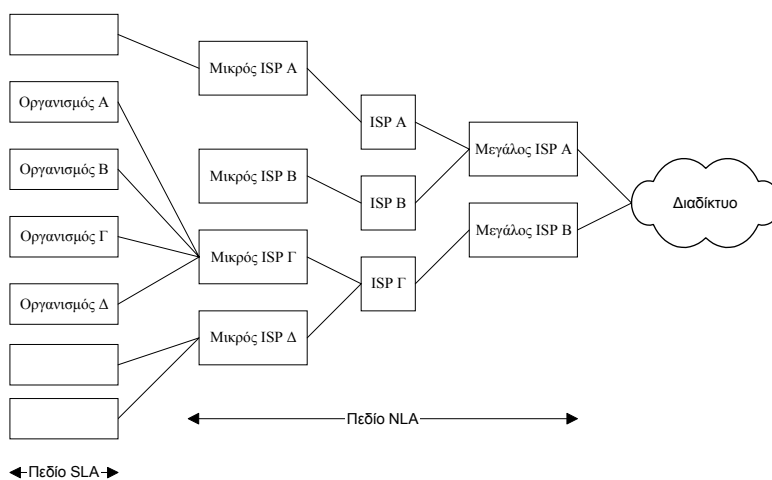 Μικρός ISP Α
Οργανισμός Α
ISP Α
Μεγάλος ISP Α
Οργανισμός Β
Μικρός ISP Β
ISP Β
Διαδίκτυο
Οργανισμός Γ
Μικρός ISP Γ
Μεγάλος ISP Β
ISP Γ
Οργανισμός Δ
Μικρός ISP Δ
Πεδίο NLA
Πεδίο SLA